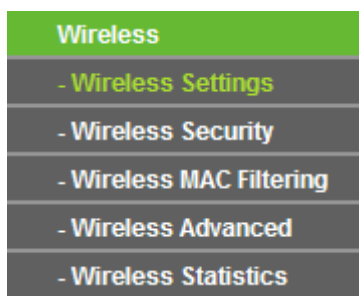 Wireless
- Wireless Settings
- Wireless Security
- Wireless MAC Filtering
- Wireless Advanced
- Wireless Statistics